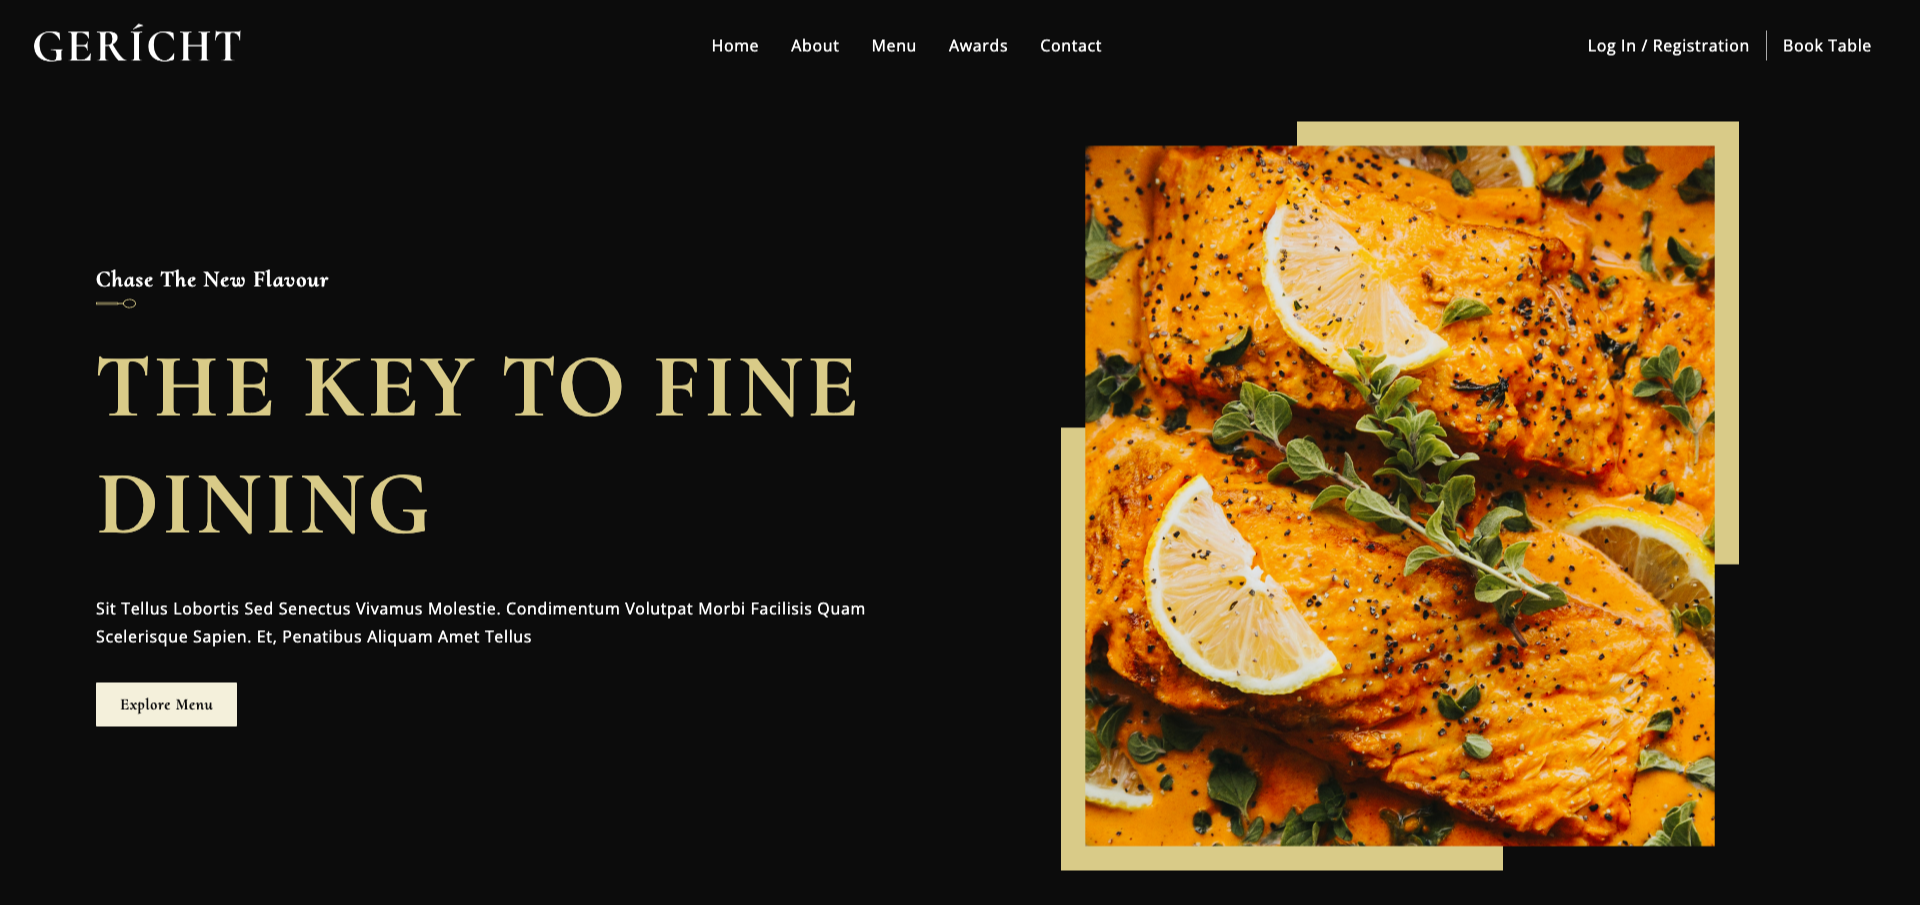 GERÍCHT
Home About Menu Awards Contact
Log In / Registration Book Table
Chase The New Flavour
THE KEY TO FINE
DINING
Sit Tellus Lobortis Sed Senectus Vivamus Molestie. Condimentum Volutpat Morbi Facilisis Quam
Scelerisque Sapien. Et, Penatibus Aliquam Amet Tellus
Explore Menu